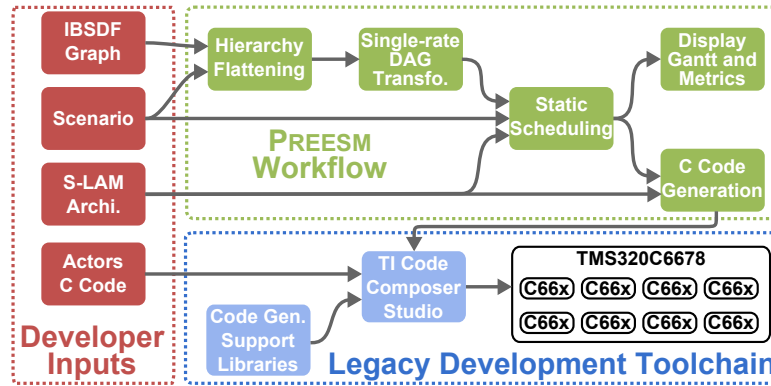 IBSDF
Graph
Scenario
S-LAM
Archi.
Actors
C Code
Developer
Inputs
Hierarchy
Flattening
Single-rate
DAG
Transfo.
Static
Scheduling
Display
Gantt and
Metrics
C Code
Generation
PREESM
Workflow
TI Code
Composer
Studio
Code Gen.
Support
Libraries
TMS320C6678
C66x C66x C66x C66x
C66x C66x C66x C66x
Legacy Development Toolchain